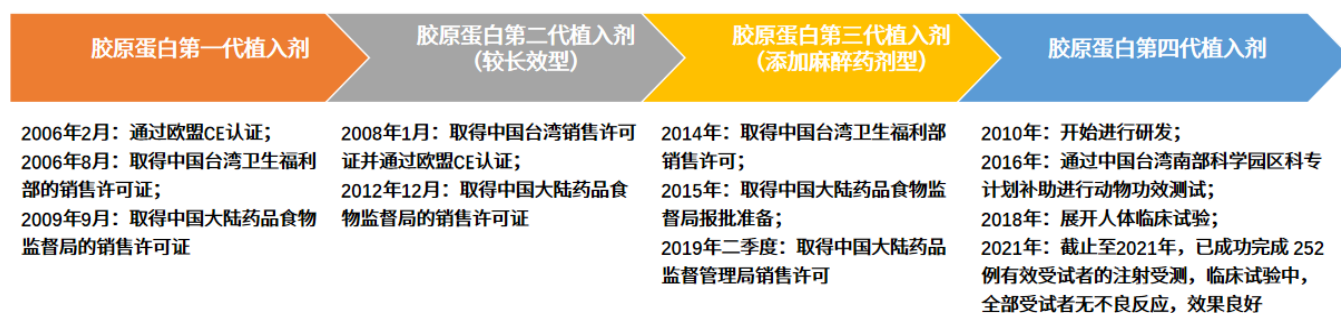 胶原蛋白第一代植入剂
胶原蛋白第二代植入剂
（较长效型）
胶原蛋白第三代植入剂
（添加麻醉药剂型）
胶原蛋白第四代植入剂
2006年2月：通过欧盟CE认证；
2006年8月：取得中国台湾卫生福利
部的销售许可证；
2009年9月：取得中国大陆药品食物
监督局的销售许可证
2008年1月：取得中国台湾销售许可
证并通过欧盟CE认证；
2012年12月：取得中国大陆药品食
物监督局的销售许可证
2014年：取得中国台湾卫生福利部
销售许可；
2015年：取得中国大陆药品食物监
督局报批准备；
2019年二季度：取得中国大陆药品
监督管理局销售许可
2010年：开始进行研发；
2016年：通过中国台湾南部科学园区科专
计划补助进行动物功效测试；
2018年：展开人体临床试验；
2021年：截止至2021年，已成功完成 252
例有效受试者的注射受测，临床试验中，
全部受试者无不良反应，效果良好